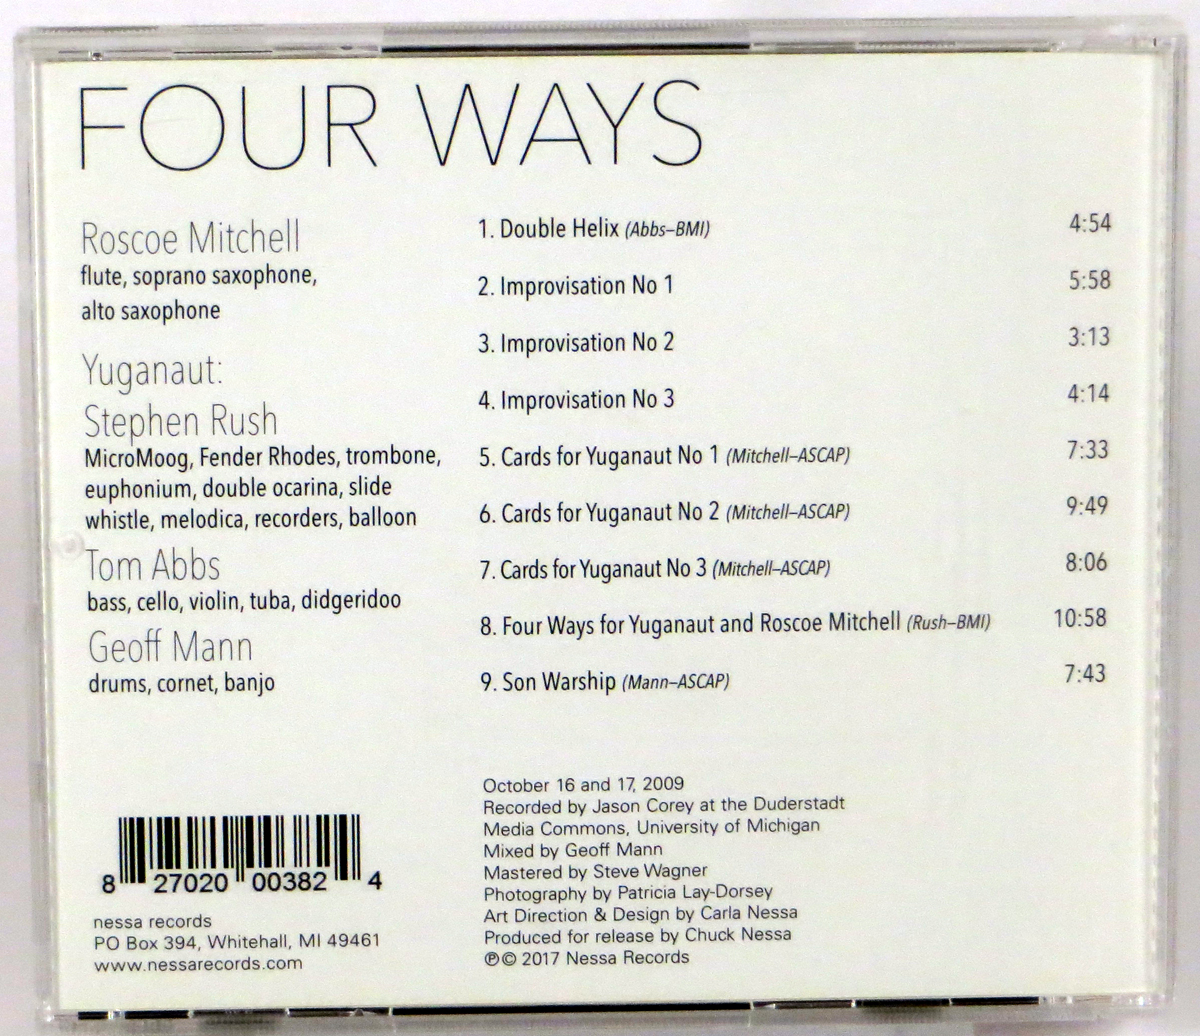 FOUR WAYS
Roscoe Mitchell
flute, soprano saxophone,
alto saxophone
Yuganaut:
Stephen Rush
MicroMoog, Fender Rhodes, trombone,
euphonium, double ocarina, slide
whistle, melodica, recorders, balloon
Tom Abbs
bass, cello, violin, tuba, didgeridoo
Geoff Mann
drums, cornet, banjo
1. Double Helix (Abbs–BMI) 4:54
2. Improvisation No 1 5:58
3. Improvisation No 2 3:13
4. Improvisation No 3 4:14
5. Cards for Yuganaut No 1 (Mitchell–ASCAP) 7:33
6. Cards for Yuganaut No 2 (Mitchell–ASCAP) 9:49
7. Cards for Yuganaut No 3 (Mitchell–ASCAP) 8:06
8. Four Ways for Yuganaut and Roscoe Mitchell (Rush–BMI) 10:58
9. Son Warship (Mann–ASCAP) 7:43
October 16 and 17, 2009
Recorded by Jason Corey at the Duderstadt
Media Commons, University of Michigan
Mixed by Geoff Mann
Mastered by Steve Wagner
Photography by Patricia Lay-Dorsey
Art Direction & Design by Carla Nessa
Produced for release by Chuck Nessa
℗© 2017 Nessa Records
8 27020 00382 4
nessa records
PO Box 394, Whitehall, MI 49461
www.nessarecords.com